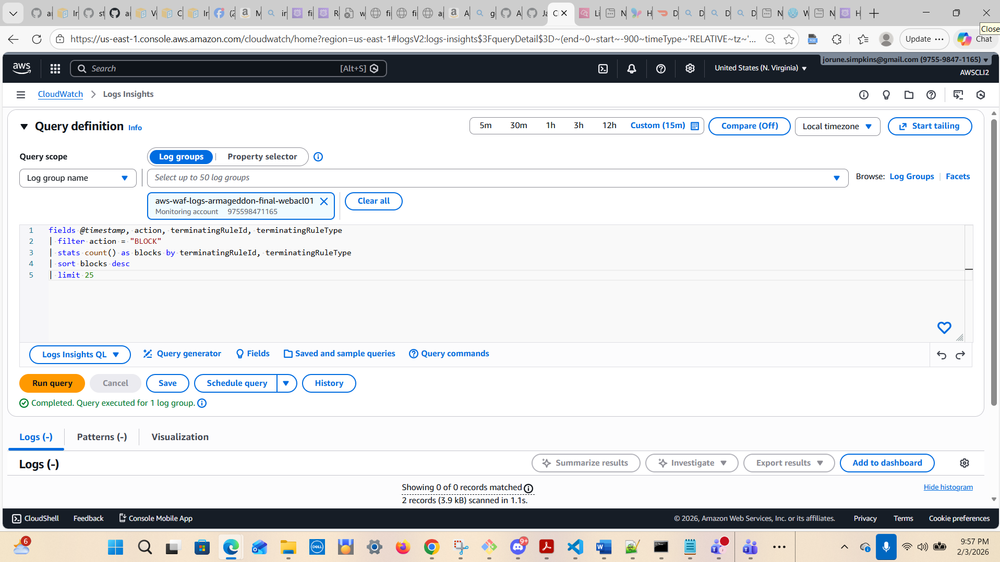 Close
https://us-east-1.console.aws.amazon.com/cloudwatch/home?region=us-east-1#logsV2:logs-insights$3FqueryDetail$3D~(end~0~start~-900~timeType~'RELATIVE~tz~'...
Update
Chat
aws
Search
[Alt+S]
United States (N. Virginia)
jorune.simpkins@gmail.com (9755-9847-1165)
AWSCLI2
CloudWatch
Logs Insights
Query definition Info
5m 30m 1h 3h 12h Custom (15m)
Compare (Off)
Local timezone
Start tailing
Query scope
Log groups
Property selector
Log group name
Select up to 50 log groups
Browse: Log Groups | Facets
aws-waf-logs-armageddon-final-webacl01
Monitoring account 975598471165
Clear all
1 fields @timestamp, action, terminatingRuleId, terminatingRuleType
2 | filter action = "BLOCK"
3 | stats count() as blocks by terminatingRuleId, terminatingRuleType
4 | sort blocks desc
5 | limit 25
Logs Insights QL
Query generator
Fields
Saved and sample queries
Query commands
Run query
Cancel
Save
Schedule query
History
Completed. Query executed for 1 log group.
Logs (-)
Patterns (-)
Visualization
Logs (-)
Summarize results
Investigate
Export results
Add to dashboard
Showing 0 of 0 records matched
2 records (3.9 kB) scanned in 1.1s.
Hide histogram
CloudShell
Feedback
Console Mobile App
© 2026, Amazon Web Services, Inc. or its affiliates.
Privacy
Terms
Cookie preferences
6
DELL
9+
9:57 PM
2/3/2026